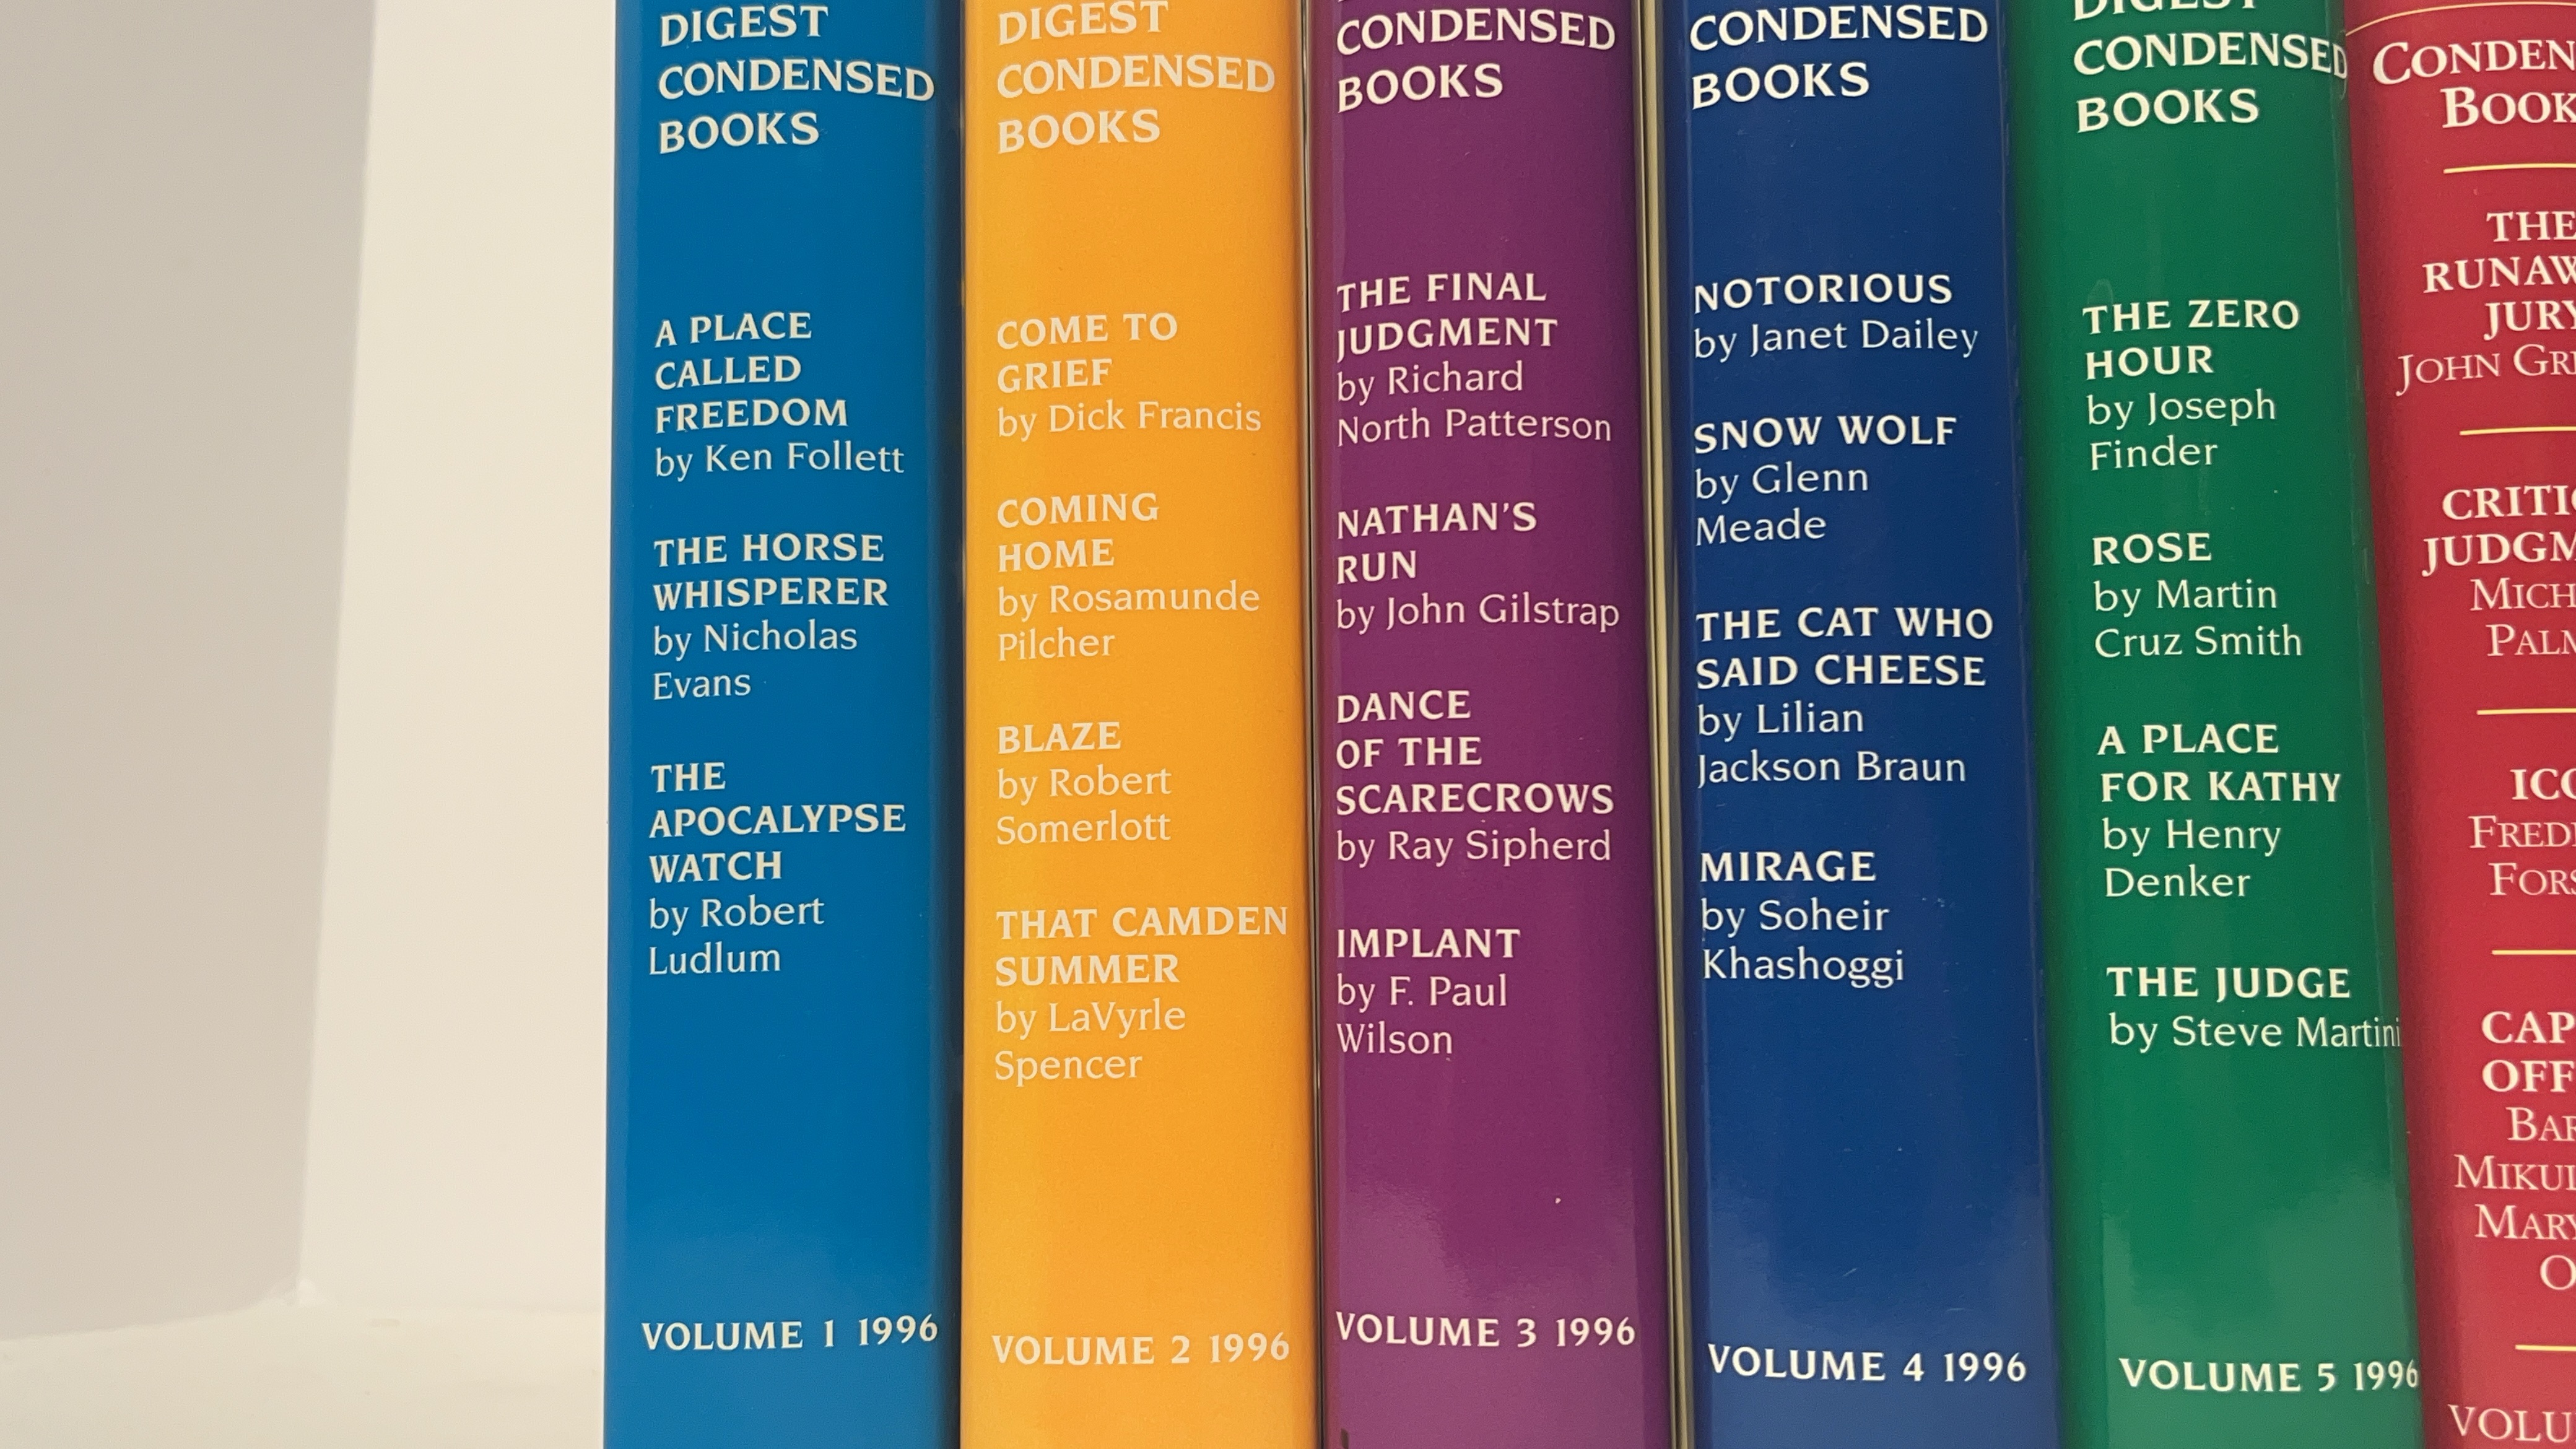 DIGEST
CONDENSED
BOOKS
A PLACE
CALLED
FREEDOM
by Ken Follett
THE HORSE
WHISPERER
by Nicholas
Evans
THE
APOCALYPSE
WATCH
by Robert
Ludlum
VOLUME 1 1996
DIGEST
CONDENSED
BOOKS
COME TO
GRIEF
by Dick Francis
COMING
HOME
by Rosamunde
Pilcher
BLAZE
by Robert
Somerlott
THAT CAMDEN
SUMMER
by LaVyrle
Spencer
VOLUME 2 1996
CONDENSED
BOOKS
THE FINAL
JUDGMENT
by Richard
North Patterson
NATHAN'S
RUN
by John Gilstrap
DANCE
OF THE
SCARECROWS
by Ray Sipherd
IMPLANT
by F. Paul
Wilson
VOLUME 3 1996
CONDENSED
BOOKS
NOTORIOUS
by Janet Dailey
SNOW WOLF
by Glenn
Meade
THE CAT WHO
SAID CHEESE
by Lilian
Jackson Braun
MIRAGE
by Soheir
Khashoggi
VOLUME 4 1996
DIGEST
CONDENSED
BOOKS
THE ZERO
HOUR
by Joseph
Finder
ROSE
by Martin
Cruz Smith
A PLACE
FOR KATHY
by Henry
Denker
THE JUDGE
by Steve Martini
VOLUME 5 1996
THE
JURY
JOHN